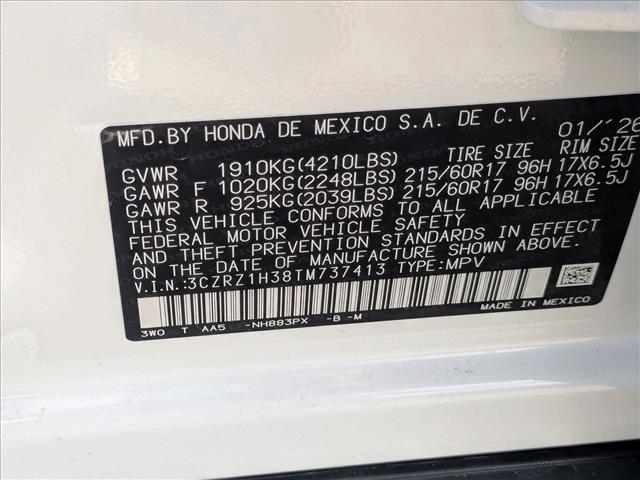 MFD. BY HONDA DE MEXICO S.A. DE C.V. 01/'26
GVWR 1910KG(4210LBS) TIRE SIZE RIM SIZE
GAWR F 1020KG(2248LBS) 215/60R17 96H 17X6.5J
GAWR R 925KG(2039LBS) 215/60R17 96H 17X6.5J
THIS VEHICLE CONFORMS TO ALL APPLICABLE
FEDERAL MOTOR VEHICLE SAFETY
AND THEFT PREVENTION STANDARDS IN EFFECT
ON THE DATE OF MANUFACTURE SHOWN ABOVE.
V.I.N.:3CZRZ1H38TM737413 TYPE:MPV
3WO T AA5 -NH883PX -B -M
MADE IN MEXICO